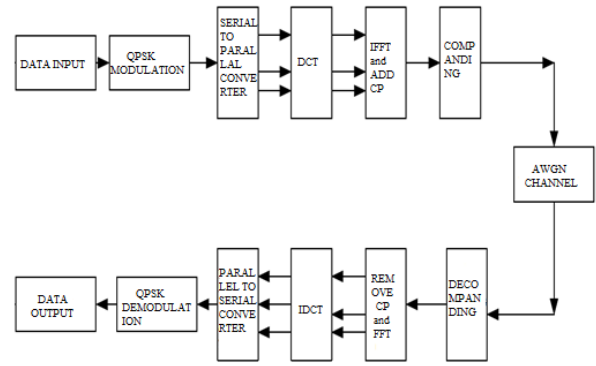 DATA INPUT
QPSK
MODULATION
SERIAL
TO
PARAL
LAL
CONVE
RTER
DCT
IFFT
and
ADD
CP
COMP
ANDI
NG
AWGN
CHANNEL
DATA
OUTPUT
QPSK
DEMODULAT
ION
PARAL
LEL TO
SERIAL
CONVE
RTER
IDCT
REM
OVE
CP
and
FFT
DECO
MPAN
DING